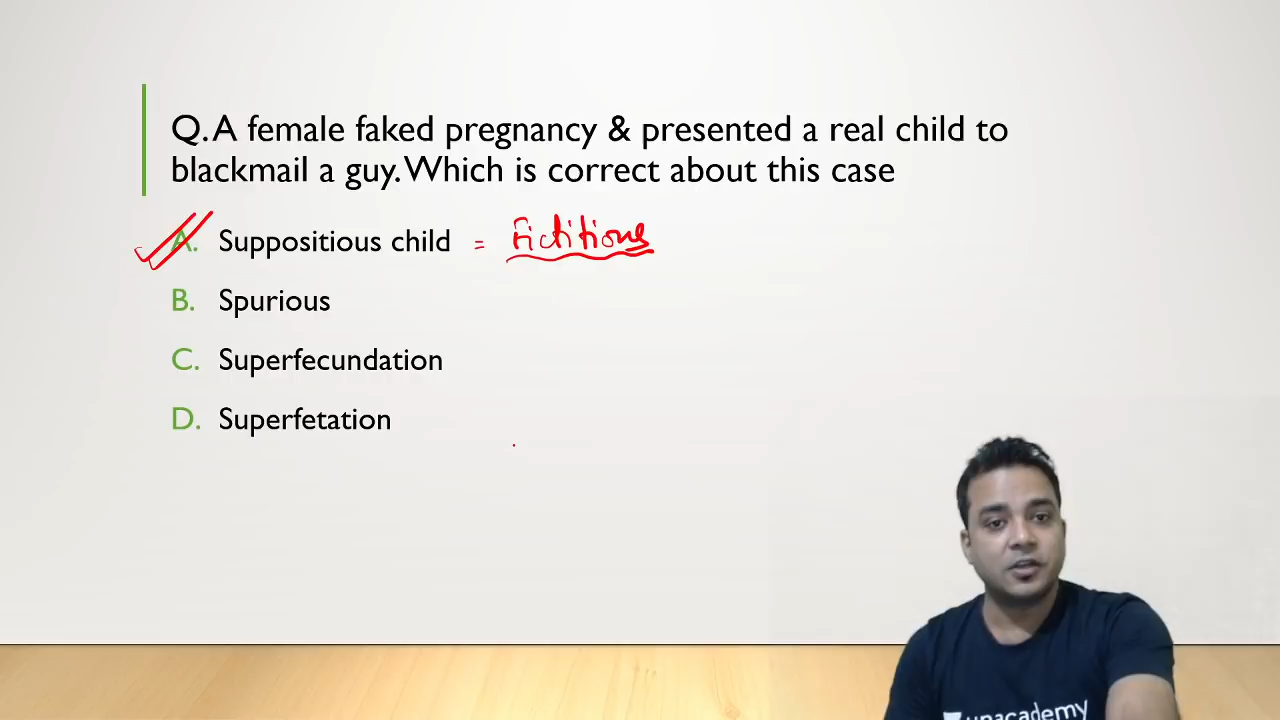 Q. A female faked pregnancy & presented a real child to
blackmail a guy. Which is correct about this case
A. Suppositious child = Fictitious
B. Spurious
C. Superfecundation
D. Superfetation
unacademy